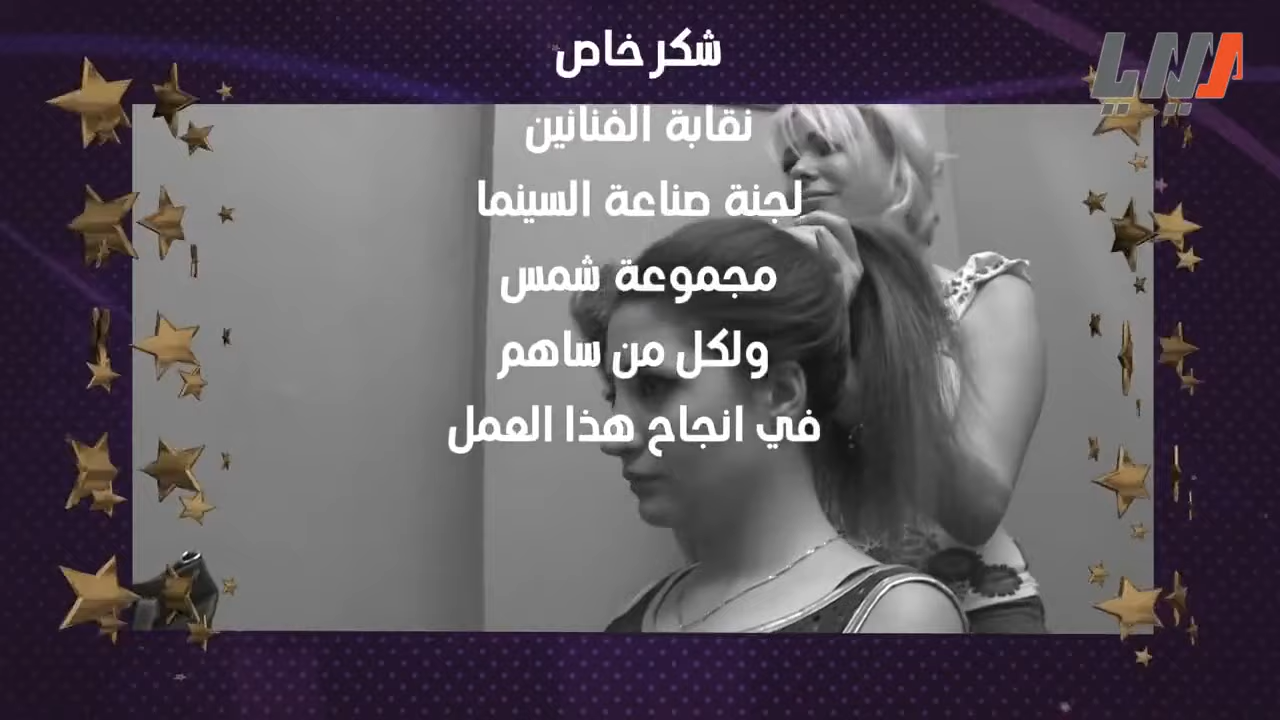 شكر خاص
نقابة الفنانين
لجنة صناعة السينما
مجموعة شمس
ولكل من ساهم
في انجاح هذا العمل